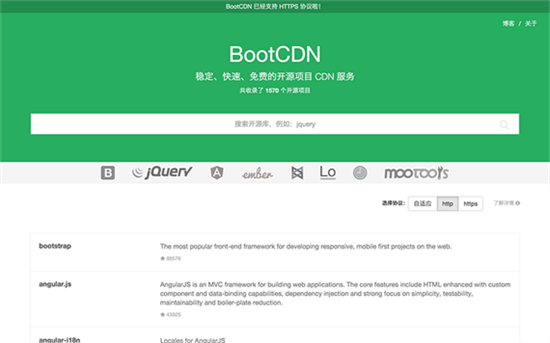 BootCDN 已经支持 HTTPS 协议啦!
博客 / 关于
BootCDN
稳定、快速、免费的开源项目 CDN 服务
共收录了 1570 个开源项目
搜索开源库，例如：jquery
B jQuery A ember Lo mootools
选择协议： 自适应 http https 了解详情
bootstrap
The most popular front-end framework for developing responsive, mobile first projects on the web.
★ 88076
angular.js
AngularJS is an MVC framework for building web applications. The core features include HTML enhanced with custom
component and data-binding capabilities, dependency injection and strong focus on simplicity, testability,
maintainability and boiler-plate reduction.
★ 43925
angular-i18n
Locales for AngularJS